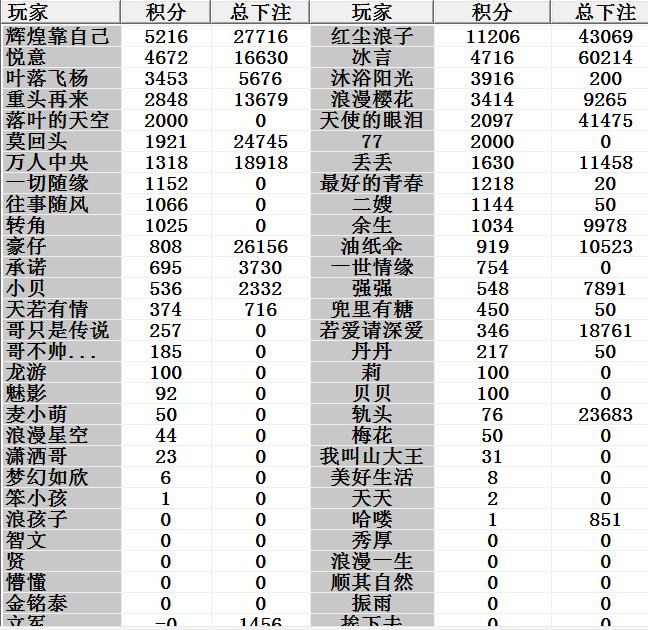 玩家 积分 总下注 玩家 积分 总下注
辉煌靠自己 5216 27716 红尘浪子 11206 43069
悦意 4672 16630 冰言 4716 60214
叶落飞杨 3453 5676 沐浴阳光 3916 200
重头再来 2848 13679 浪漫樱花 3414 9265
落叶的天空 2000 0 天使的眼泪 2097 41475
莫回头 1921 24745 77 2000 0
万人中央 1318 18918 丢丢 1630 11458
一切随缘 1152 0 最好的青春 1218 20
往事随风 1066 0 二嫂 1144 50
转角 1025 0 余生 1034 9978
豪仔 808 26156 油纸伞 919 10523
承诺 695 3730 一世情缘 754 0
小贝 536 2332 强强 548 7891
天若有情 374 716 兜里有糖 450 50
哥只是传说 257 0 若爱请深爱 346 18761
哥不帅... 185 0 丹丹 217 50
龙游 100 0 莉 100 0
魅影 92 0 贝贝 100 0
麦小萌 50 0 轨头 76 23683
浪漫星空 44 0 梅花 50 0
潇洒哥 23 0 我叫山大王 31 0
梦幻如欣 6 0 美好生活 8 0
笨小孩 1 0 天天 2 0
浪孩子 0 0 哈喽 1 851
智文 0 0 秀厚 0 0
贤 0 0 浪漫一生 0 0
懵懂 0 0 顺其自然 0 0
金铭泰 0 0 振雨 0 0
文军 -0 1456 挨下去 0 0